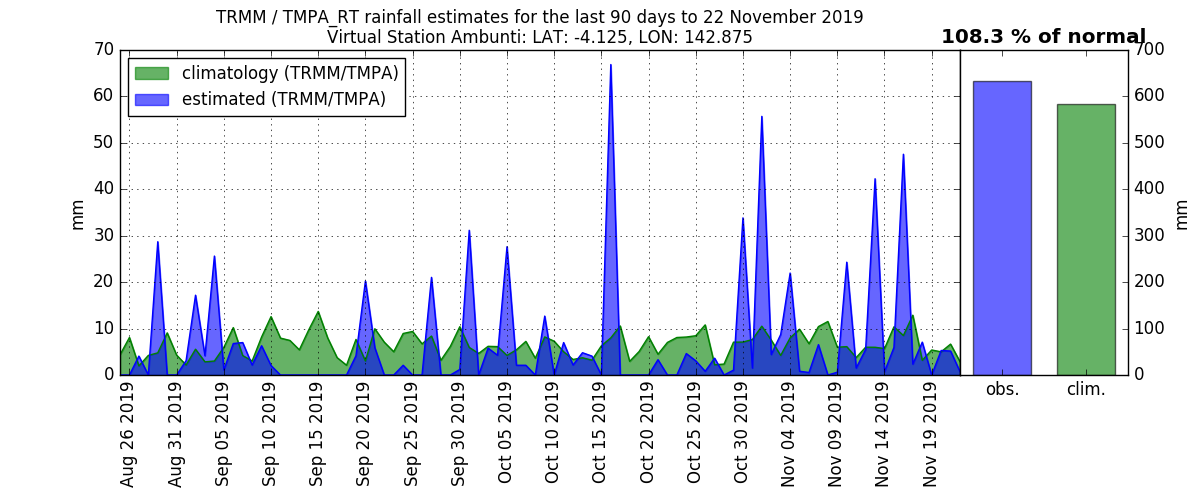 TRMM / TMPA_RT rainfall estimates for the last 90 days to 22 November 2019
Virtual Station Ambunti: LAT: -4.125, LON: 142.875
108.3 % of normal
climatology (TRMM/TMPA)
estimated (TRMM/TMPA)
70
60
50
40
30
20
10
0
mm
700
600
500
400
300
200
100
0
mm
Aug 26 2019
Aug 31 2019
Sep 05 2019
Sep 10 2019
Sep 15 2019
Sep 20 2019
Sep 25 2019
Sep 30 2019
Oct 05 2019
Oct 10 2019
Oct 15 2019
Oct 20 2019
Oct 25 2019
Oct 30 2019
Nov 04 2019
Nov 09 2019
Nov 14 2019
Nov 19 2019
obs.
clim.